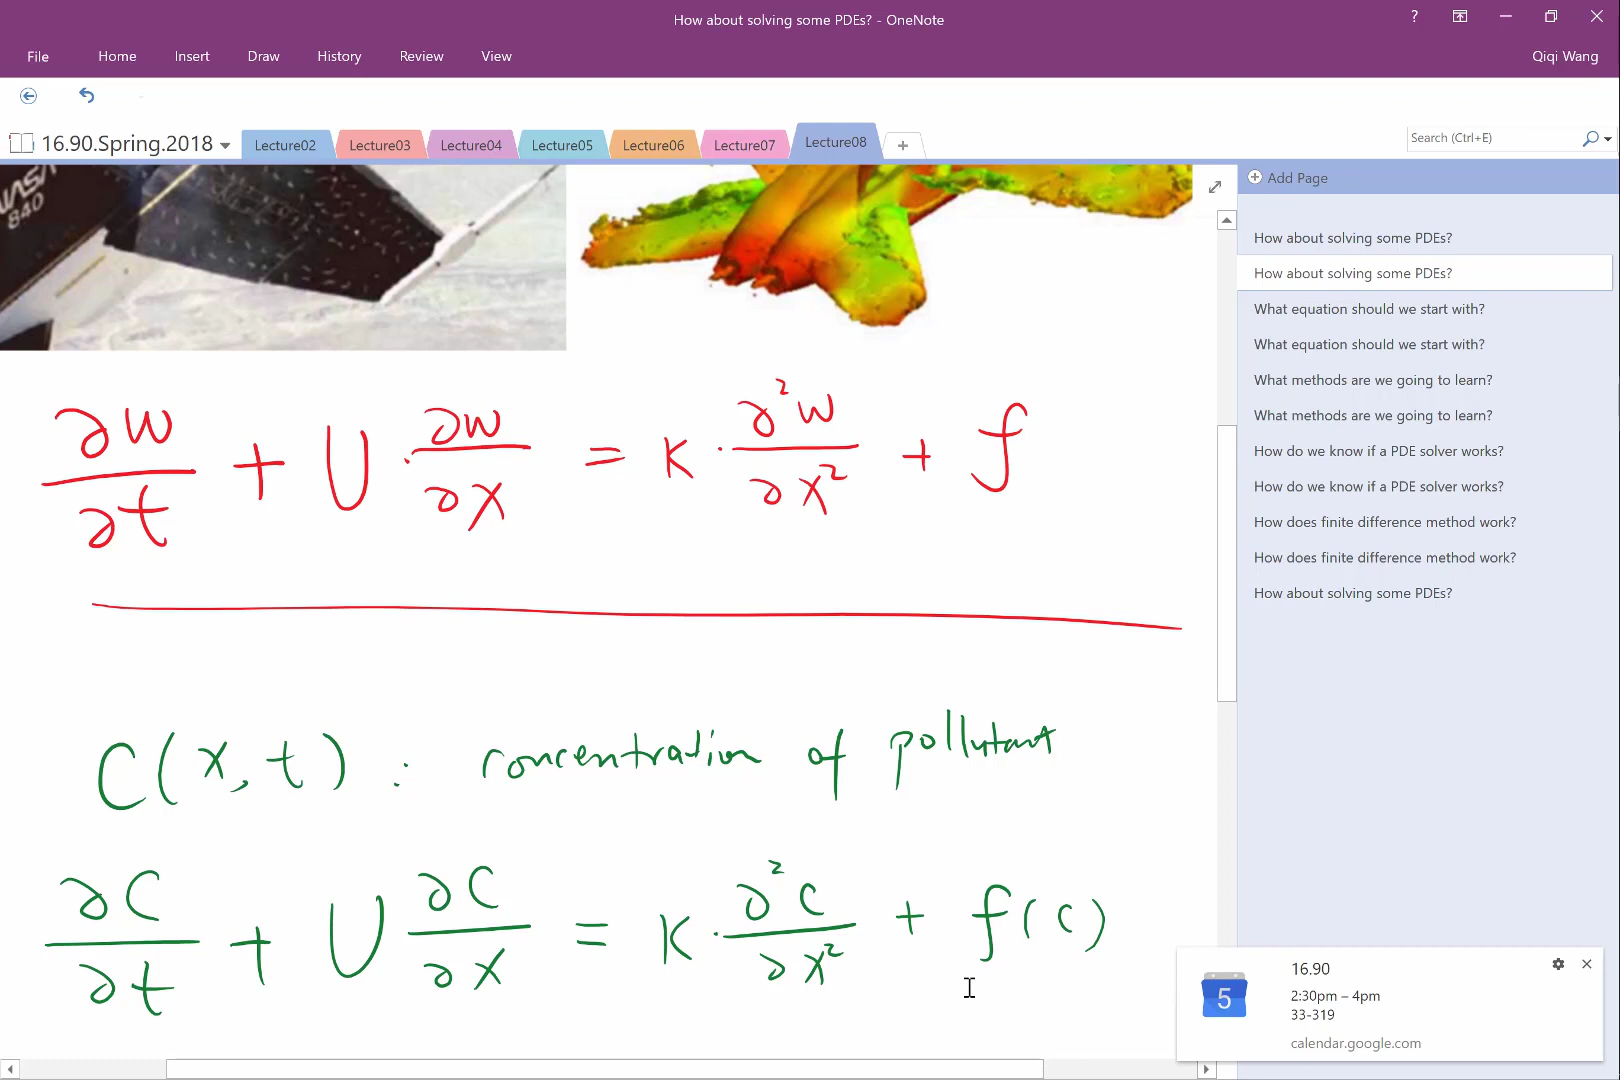 How about solving some PDEs? - OneNote
?
File Home Insert Draw History Review View
Qiqi Wang
16.90.Spring.2018
Lecture02 Lecture03 Lecture04 Lecture05 Lecture06 Lecture07 Lecture08 +
Search (Ctrl+E)
NASA
840
Add Page
How about solving some PDEs?
How about solving some PDEs?
What equation should we start with?
What equation should we start with?
What methods are we going to learn?
What methods are we going to learn?
How do we know if a PDE solver works?
How do we know if a PDE solver works?
How does finite difference method work?
How does finite difference method work?
How about solving some PDEs?
∂w/∂t + U · ∂w/∂x = K · ∂²w/∂x² + f
C(x,t) : concentration of pollutant
∂C/∂t + U ∂C/∂x = K · ∂²C/∂x² + f(C)
5
16.90
2:30pm – 4pm
33-319
calendar.google.com